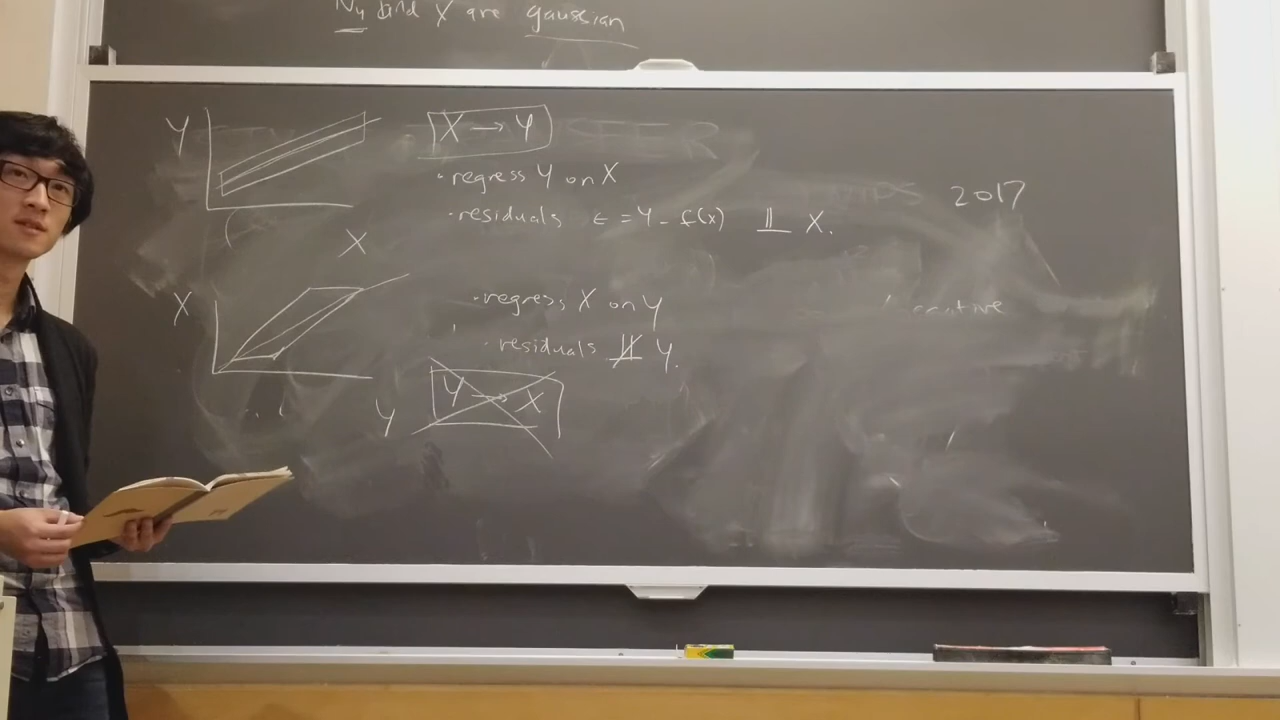 N_y and X are gaussian
Y
X → Y
· regress Y on X
2017
· residuals ε = Y - f(x) ⫫ X.
X
X
· regress X on Y
· residuals ⫫̸ Y.
Y → X
Y